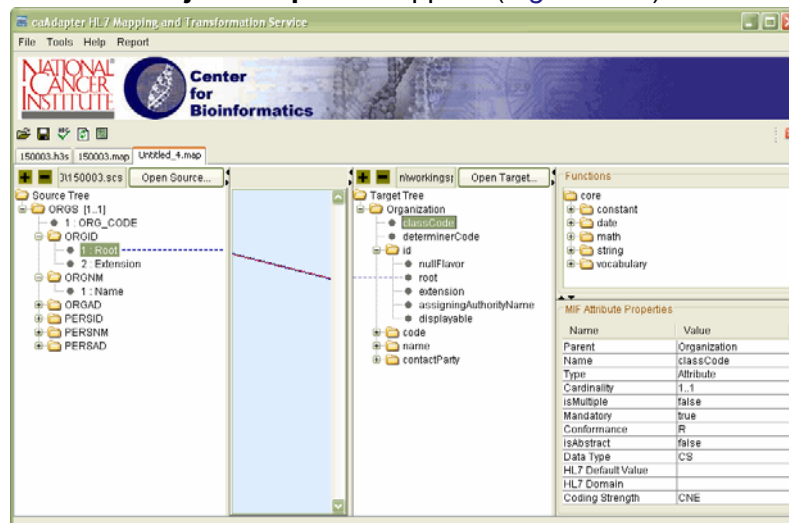 caAdapter HL7 Mapping and Transformation Service
File Tools Help Report
NATIONAL
CANCER
INSTITUTE
Center
for
Bioinformatics
150003.h3s 150003.map Untitled_4.map
3\150003.scs Open Source...
Source Tree
ORGS [1..1]
1 : ORG_CODE
ORGID
1 : Root
2 : Extension
ORGNM
1 : Name
ORGAD
PERSID
PERSNM
PERSAD
Open Target...
Target Tree
Organization
classCode
determinerCode
id
nullFlavor
root
extension
assigningAuthorityName
displayable
code
name
contactParty
Functions
core
constant
date
math
string
vocabulary
MIF Attribute Properties
Name Value
Parent Organization
Name classCode
Type Attribute
Cardinality 1..1
isMultiple false
Mandatory true
Conformance R
isAbstract false
Data Type CS
HL7 Default Value
HL7 Domain
Coding Strength CNE